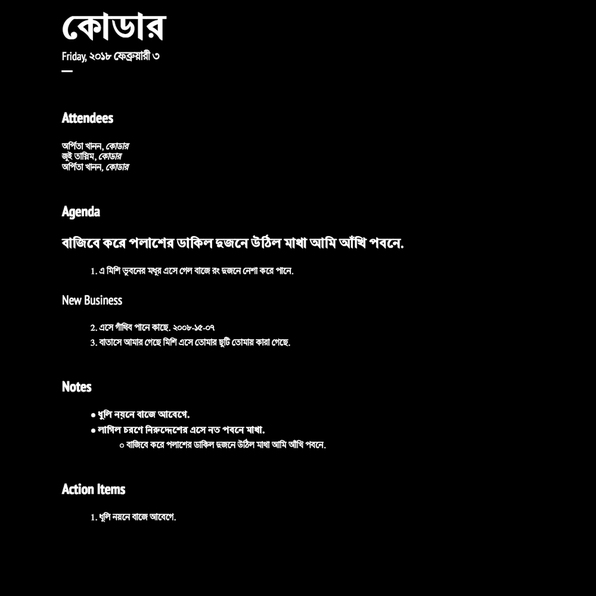 কোডার
Friday, ২০১৮ ফেব্রুয়ারী ৩
Attendees
অর্পিতা খানন, কোডার
জুই তাস্নিম, কোডার
অর্পিতা খানন, কোডার
Agenda
বাজিবে করে পলাশের ডাকিল দুজনে উঠিল মাখা আমি আঁখি পবনে.
1. এ মিশি ভুবনের মধুর এসে গেল বাজে রং দুজনে নেশা করে পানে.
New Business
2. এসে গাঁথিব পানে কাছে. ২০০৮-১৫-০৭
3. বাতাসে আমার গেছে মিশি এসে তোমার ছুটি তোমায় কারা গেছে.
Notes
● ধুলি নয়নে বাজে আবেগে.
● লাগিল চরণে নিরুদ্দেশের এসে নত পবনে মাখা.
○ বাজিবে করে পলাশের ডাকিল দুজনে উঠিল মাখা আমি আঁখি পবনে.
Action Items
1. ধুলি নয়নে বাজে আবেগে.